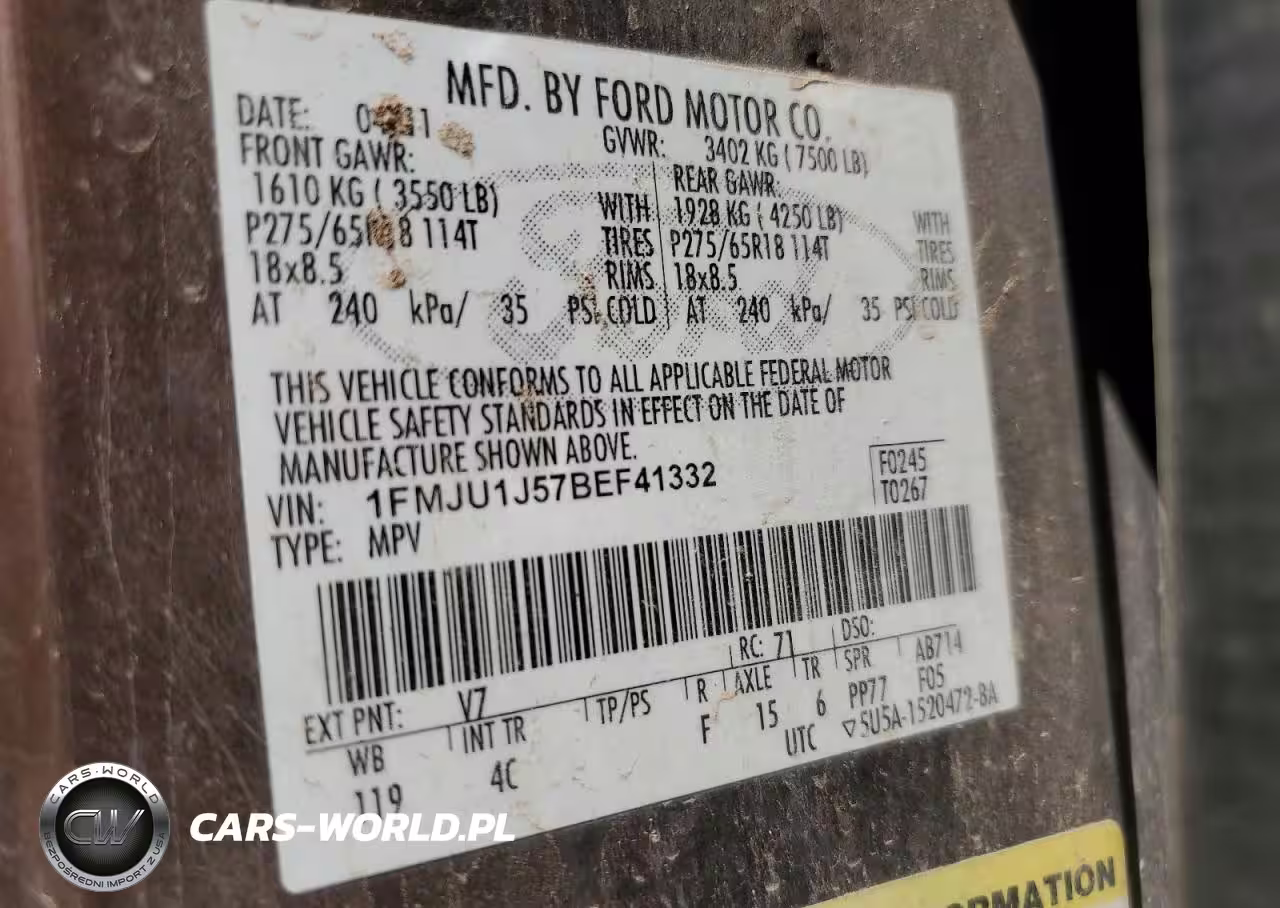 MFD. BY FORD MOTOR CO.
DATE: GVWR: 3402 KG ( 7500 LB)
FRONT GAWR: REAR GAWR:
1610 KG ( 3550 LB) WITH 1928 KG ( 4250 LB) WITH
P275/65R18 114T TIRES P275/65R18 114T TIRES
18x8.5 RIMS 18x8.5 RIMS
AT 240 kPa/ 35 PSI COLD AT 240 kPa/ 35 PSI COLD
THIS VEHICLE CONFORMS TO ALL APPLICABLE FEDERAL MOTOR
VEHICLE SAFETY STANDARDS IN EFFECT ON THE DATE OF
MANUFACTURE SHOWN ABOVE.
VIN: 1FMJU1J57BEF41332 F0245
TYPE: MPV T0267
EXT PNT: V7 RC: 71 DSO:
WB INT TR TP/PS R AXLE TR SPR AB714
119 4C F 15 6 PP77 F05
UTC ▽5U5A-1520472-BA
CARS-WORLD
CW
BEZPOŚREDNI IMPORT Z USA
CARS-WORLD.PL